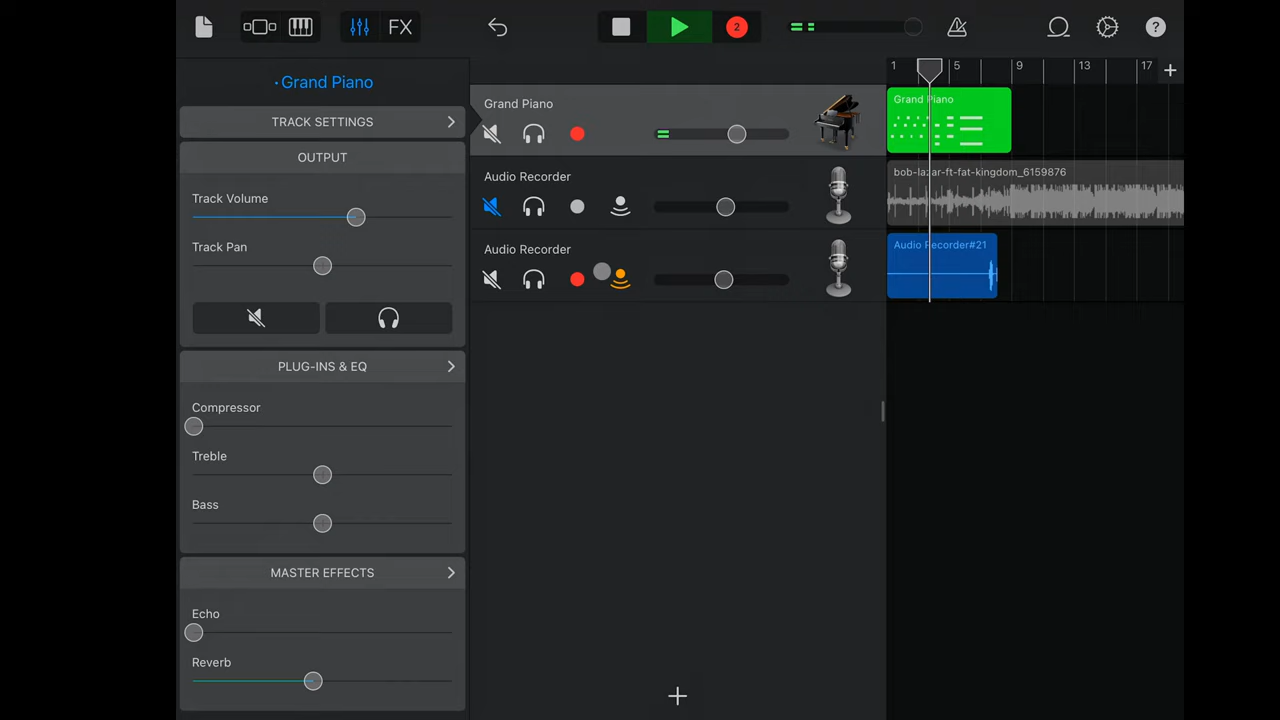 FX
2
?
·Grand Piano
TRACK SETTINGS
OUTPUT
Track Volume
Track Pan
PLUG-INS & EQ
Compressor
Treble
Bass
MASTER EFFECTS
Echo
Reverb
Grand Piano
Audio Recorder
Audio Recorder
+
1 5 9 13 17 +
Grand Piano
bob-lazar-ft-fat-kingdom_6159876
Audio Recorder#21